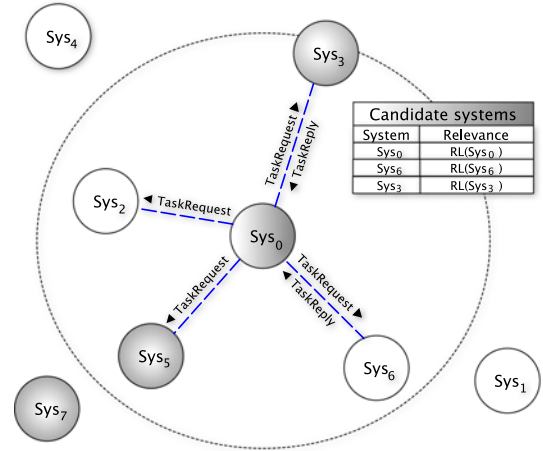 Sys4
Sys3
Candidate systems
System Relevance
Sys0 RL(Sys0 )
Sys6 RL(Sys6 )
Sys3 RL(Sys3 )
TaskRequest
TaskReply
Sys2
TaskRequest
Sys0
TaskRequest
TaskRequest
TaskReply
Sys5
Sys6
Sys1
Sys7